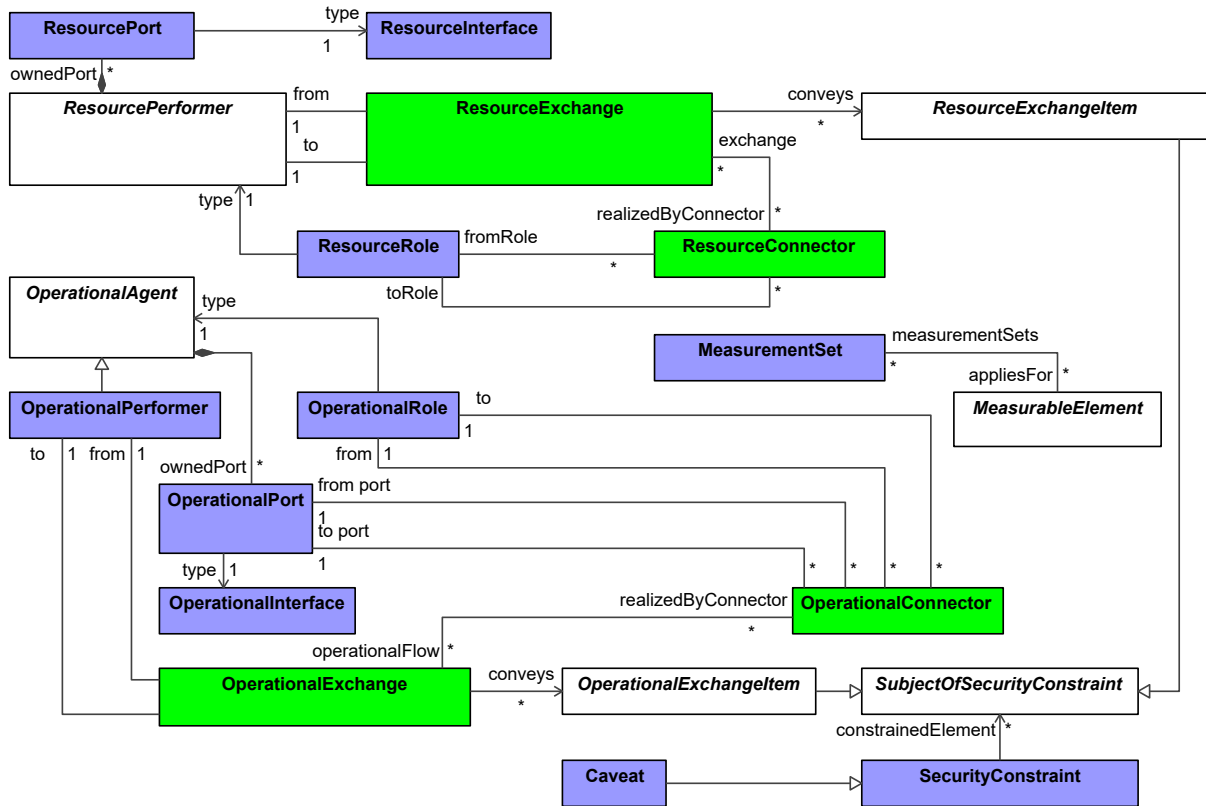 ResourcePort
type
1
ResourceInterface
ownedPort
*
ResourcePerformer
from
1
to
1
ResourceExchange
conveys
*
ResourceExchangeItem
exchange
*
type
1
realizedByConnector
*
ResourceRole
fromRole
*
ResourceConnector
toRole
*
OperationalAgent
type
1
MeasurementSet
measurementSets
*
appliesFor
*
MeasurableElement
OperationalPerformer
OperationalRole
to
1
to
1
from
1
from
1
ownedPort
*
OperationalPort
from port
1
to port
1
type
1
*
*
*
*
OperationalInterface
realizedByConnector
*
OperationalConnector
operationalFlow
*
OperationalExchange
conveys
*
OperationalExchangeItem
SubjectOfSecurityConstraint
constrainedElement
*
Caveat
SecurityConstraint